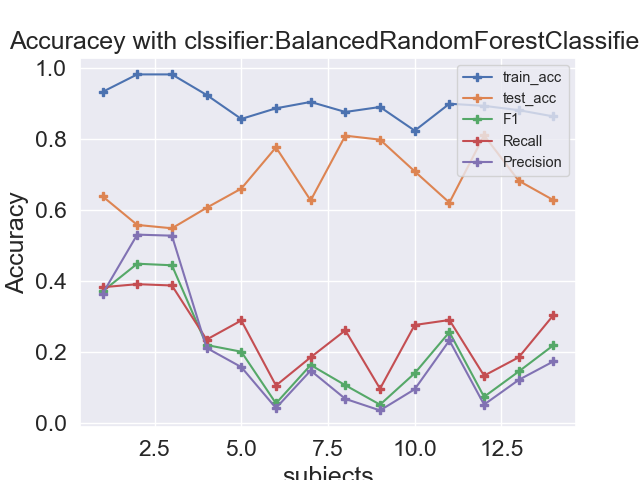 Accuracey with clssifier:BalancedRandomForestClassifie
1.0
0.8
0.6
0.4
0.2
0.0
Accuracy
train_acc
test_acc
F1
Recall
Precision
2.5 5.0 7.5 10.0 12.5
subjects